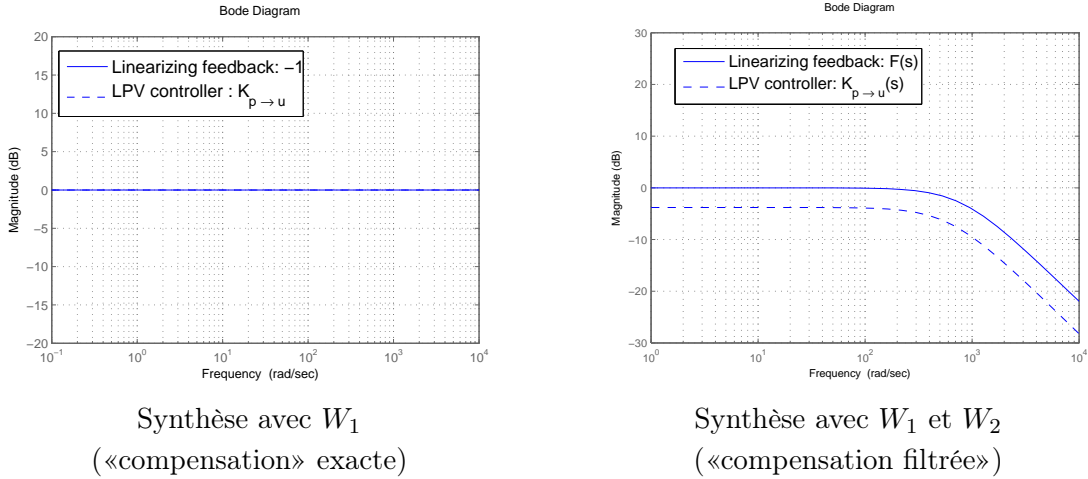 Bode Diagram
20
15
10
5
0
−5
−10
−15
−20
Magnitude (dB)
Linearizing feedback: −1
LPV controller : K_{p → u}
10^{−1}
10^0
10^1
10^2
10^3
10^4
Frequency (rad/sec)
Synthèse avec W_1
(«compensation» exacte)
Bode Diagram
30
20
10
0
−10
−20
−30
Magnitude (dB)
Linearizing feedback: F(s)
LPV controller: K_{p → u}(s)
10^0
10^1
10^2
10^3
10^4
Frequency (rad/sec)
Synthèse avec W_1 et W_2
(«compensation filtrée»)